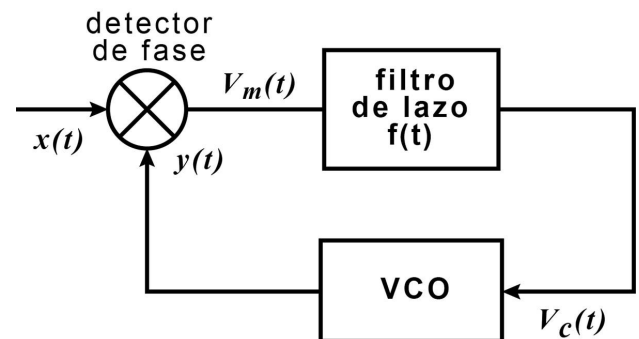 detector
de fase
x(t)
V_m(t)
y(t)
filtro
de lazo
f(t)
VCO
V_c(t)